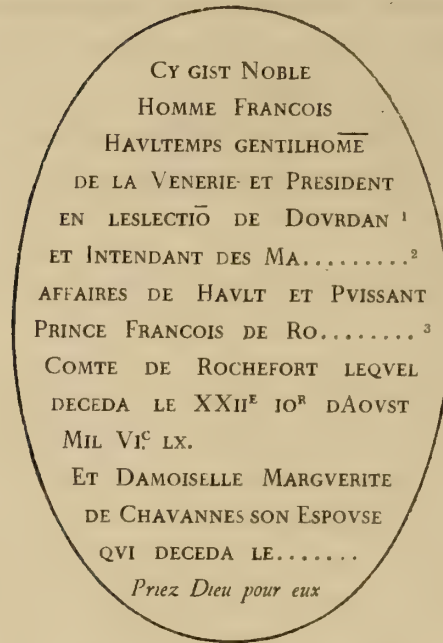 CY GIST NOBLE
HOMME FRANCOIS
HAVLTEMPS GENTILHOM̅E̅
DE LA VENERIE ET PRESIDENT
EN LESLECTIO̅ DE DOVRDAN ¹
ET INTENDANT DES MA.........²
AFFAIRES DE HAVLT ET PVISSANT
PRINCE FRANCOIS DE RO........³
COMTE DE ROCHEFORT LEQVEL
DECEDA LE XXIIᴱ IOᴿ DAOVST
MIL VI.ᶜ LX.
ET DAMOISELLE MARGVERITE
DE CHAVANNES SON ESPOVSE
QVI DECEDA LE.......
Priez Dieu pour eux